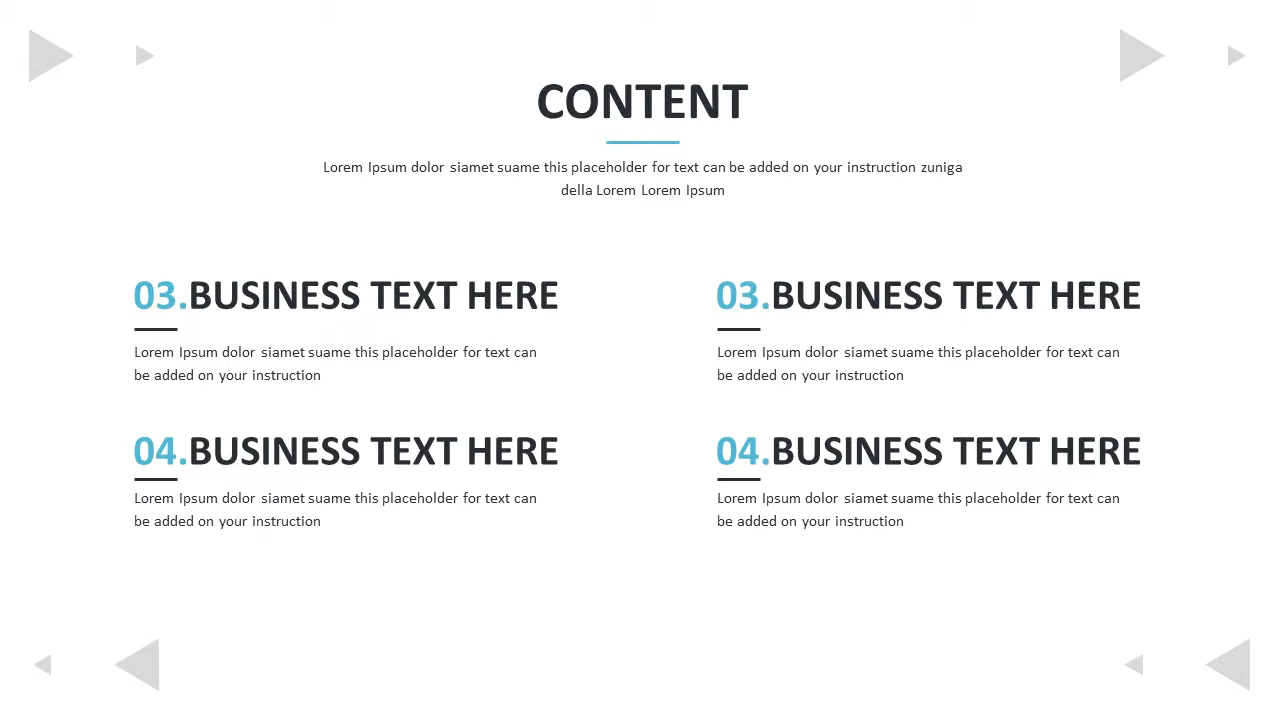 CONTENT
Lorem Ipsum dolor siamet suame this placeholder for text can be added on your instruction zuniga
della Lorem Lorem Ipsum
03.BUSINESS TEXT HERE
Lorem Ipsum dolor siamet suame this placeholder for text can
be added on your instruction
03.BUSINESS TEXT HERE
Lorem Ipsum dolor siamet suame this placeholder for text can
be added on your instruction
04.BUSINESS TEXT HERE
Lorem Ipsum dolor siamet suame this placeholder for text can
be added on your instruction
04.BUSINESS TEXT HERE
Lorem Ipsum dolor siamet suame this placeholder for text can
be added on your instruction